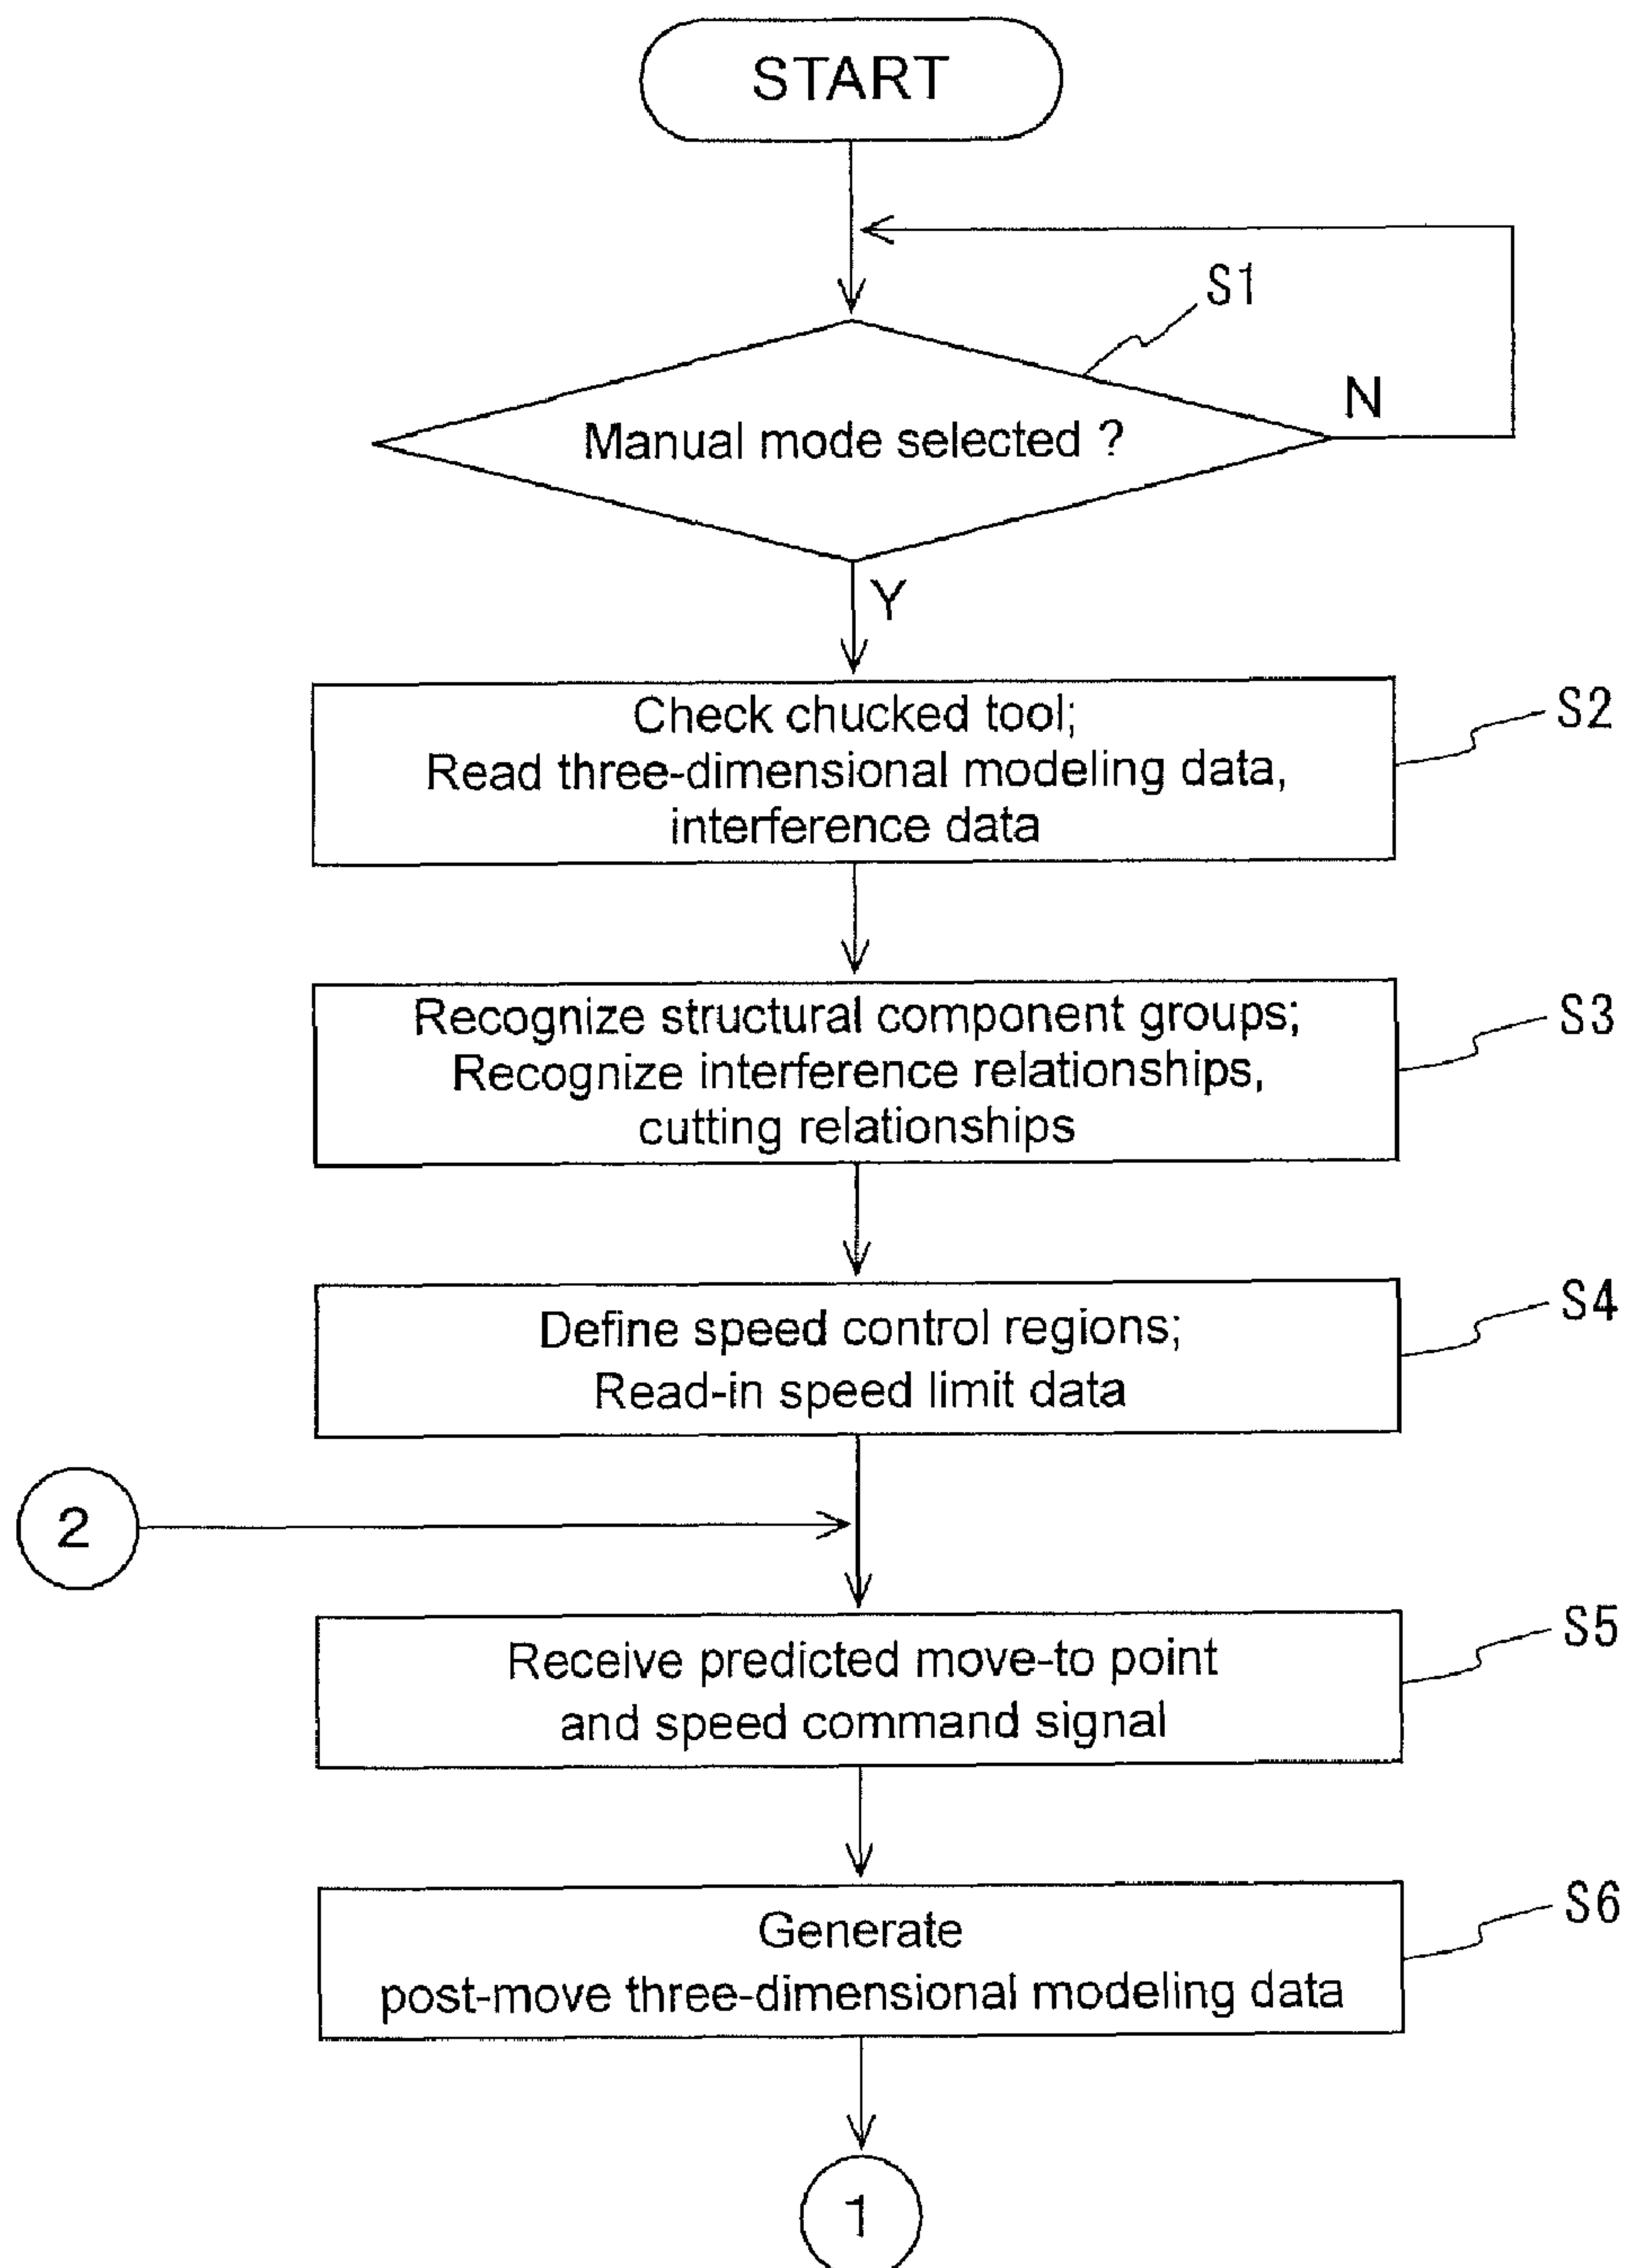 START
S1
N
Manual mode selected ?
Y
Check chucked tool;
Read three-dimensional modeling data,
interference data
S2
Recognize structural component groups;
Recognize interference relationships,
cutting relationships
S3
Define speed control regions;
Read-in speed limit data
S4
2
Receive predicted move-to point
and speed command signal
S5
Generate
post-move three-dimensional modeling data
S6
1